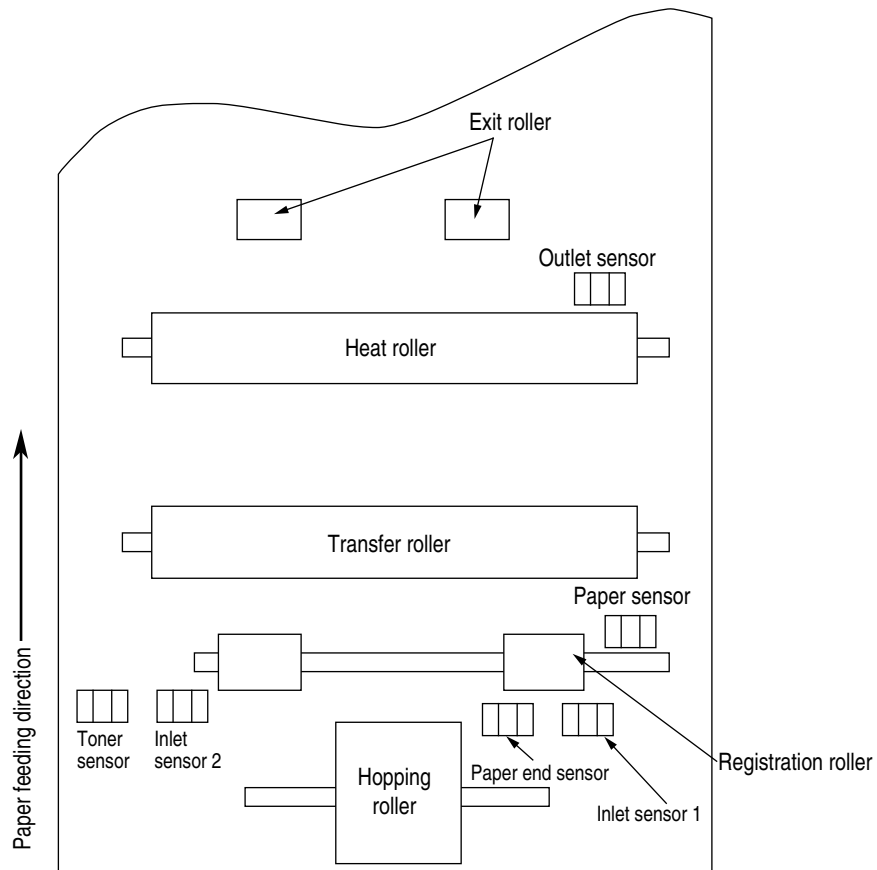 Exit roller
Outlet sensor
Heat roller
Transfer roller
Paper sensor
Paper feeding direction
Toner
sensor
Inlet
sensor 2
Hopping
roller
Paper end sensor
Inlet sensor 1
Registration roller